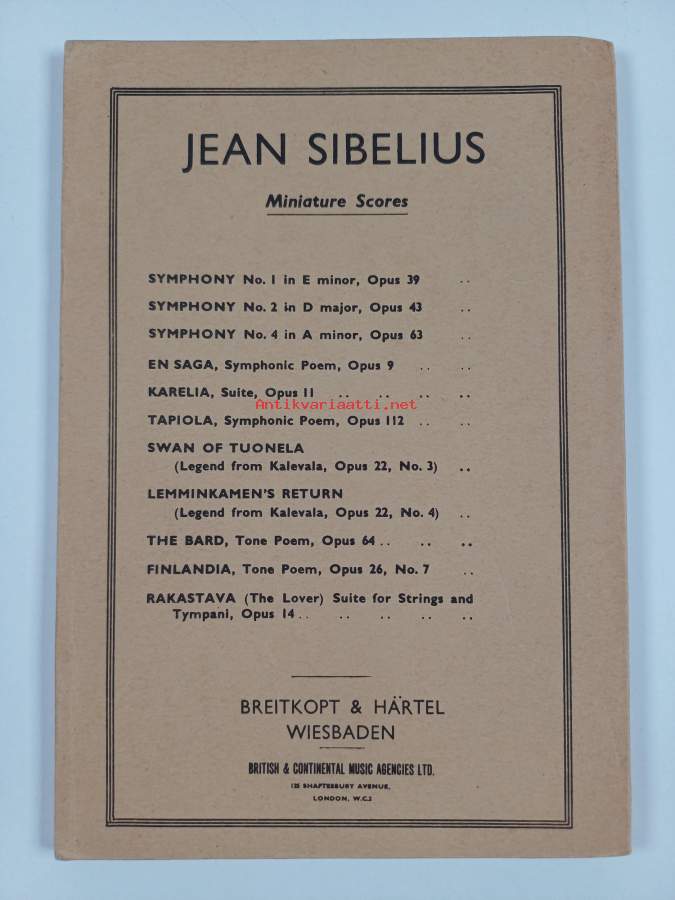 JEAN SIBELIUS
Miniature Scores
SYMPHONY No. 1 in E minor, Opus 39 ..
SYMPHONY No. 2 in D major, Opus 43 ..
SYMPHONY No. 4 in A minor, Opus 63 ..
EN SAGA, Symphonic Poem, Opus 9 .. ..
KARELIA, Suite, Opus 11 .. .. .. ..
Antikvariaatti.net
TAPIOLA, Symphonic Poem, Opus 112 .. ..
SWAN OF TUONELA
(Legend from Kalevala, Opus 22, No. 3) ..
LEMMINKAMEN'S RETURN
(Legend from Kalevala, Opus 22, No. 4) ..
THE BARD, Tone Poem, Opus 64 .. .. ..
FINLANDIA, Tone Poem, Opus 26, No. 7 ..
RAKASTAVA (The Lover) Suite for Strings and
Tympani, Opus 14 .. .. .. .. ..
BREITKOPT & HÄRTEL
WIESBADEN
BRITISH & CONTINENTAL MUSIC AGENCIES LTD.
125 SHAFTESBURY AVENUE,
LONDON, W.C.2